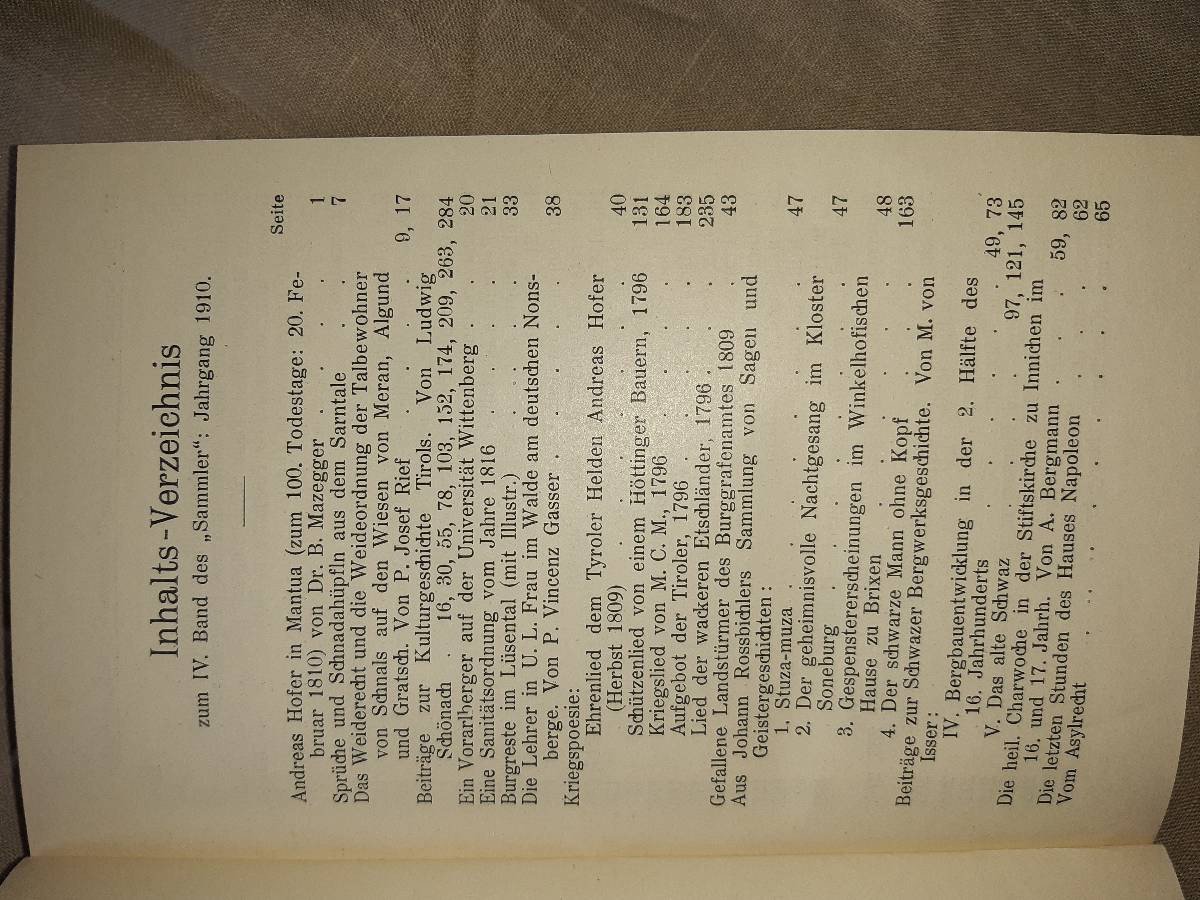 Inhalts-Verzeichnis
zum IV. Band des „Sammler“: Jahrgang 1910.
Seite
Andreas Hofer in Mantua (zum 100. Todestage: 20. Fe-
bruar 1810) von Dr. B. Mazegger . . . . 1
Sprüche und Schnadahüpfln aus dem Sarntale . . 7
Das Weiderecht und die Weideordnung der Talbewohner
von Schnals auf den Wiesen von Meran, Algund
und Gratsch. Von P. Josef Rief . . . . 9, 17
Beiträge zur Kulturgeschichte Tirols. Von Ludwig
Schönach . 16, 30, 55, 78, 103, 152, 174, 209, 263, 284
Ein Vorarlberger auf der Universität Wittenberg . . 20
Eine Sanitätsordnung vom Jahre 1816 . . . . 21
Burgreste im Lüsental (mit Illustr.) . . . . 33
Die Lehrer in U. L. Frau im Walde am deutschen Nons-
berge. Von P. Vincenz Gasser . . . . . 38
Kriegspoesie:
Ehrenlied dem Tyroler Helden Andreas Hofer
(Herbst 1809) . . . . . . 40
Schützenlied von einem Höttinger Bauern, 1796 131
Kriegslied von M. C. M., 1796 . . . . 164
Aufgebot der Tiroler, 1796 . . . . . 183
Lied der wackeren Etschländer, 1796 . . . . 235
Gefallene Landstürmer des Burggrafenamtes 1809 . 43
Aus Johann Rossbichlers Sammlung von Sagen und
Geistergeschichten:
1. Stuza-muza . . . . . . . 47
2. Der geheimnisvolle Nachtgesang im Kloster
Soneburg . . . . . . . 47
3. Gespenstererscheinungen im Winkelhofischen
Hause zu Brixen . . . . . . 48
4. Der schwarze Mann ohne Kopf . . . . 163
Beiträge zur Schwazer Bergwerksgeschichte. Von M. von
Isser:
IV. Bergbauentwicklung in der 2. Hälfte des
16. Jahrhunderts . . . . . . 49, 73
V. Das alte Schwaz . . . . 97, 121, 145
Die heil. Charwoche in der Stiftskirche zu Innichen im
16. und 17. Jahrh. Von A. Bergmann . . . 59, 82
Die letzten Stunden des Hauses Napoleon . . . 62
Vom Asylrecht . . . . . . . 65